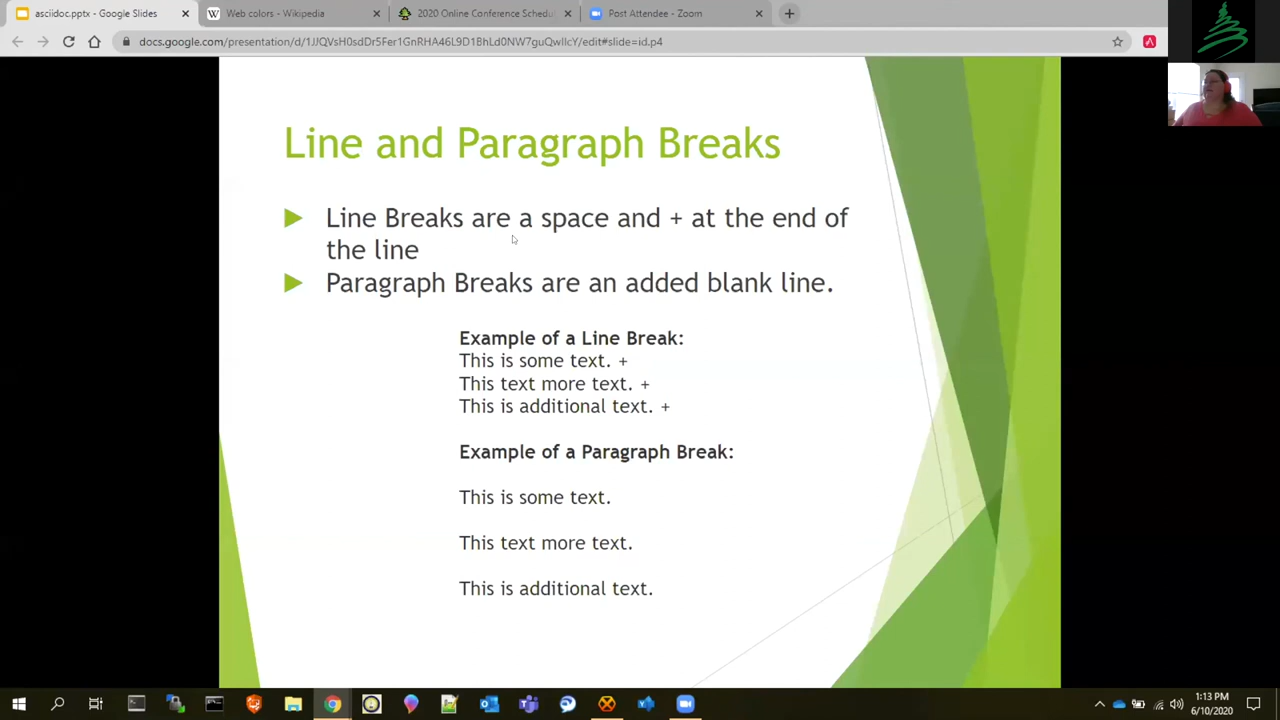 asciidoc.pptx - Google Slides
Web colors - Wikipedia
2020 Online Conference Schedu
Post Attendee - Zoom
docs.google.com/presentation/d/1JJQVsH0sdDr5Fer1GnRHA46L9D1BhLd0NW7guQwIlcY/edit#slide=id.p4
Line and Paragraph Breaks
Line Breaks are a space and + at the end of
the line
Paragraph Breaks are an added blank line.
Example of a Line Break:
This is some text. +
This text more text. +
This is additional text. +
Example of a Paragraph Break:
This is some text.
This text more text.
This is additional text.
1:13 PM
6/10/2020